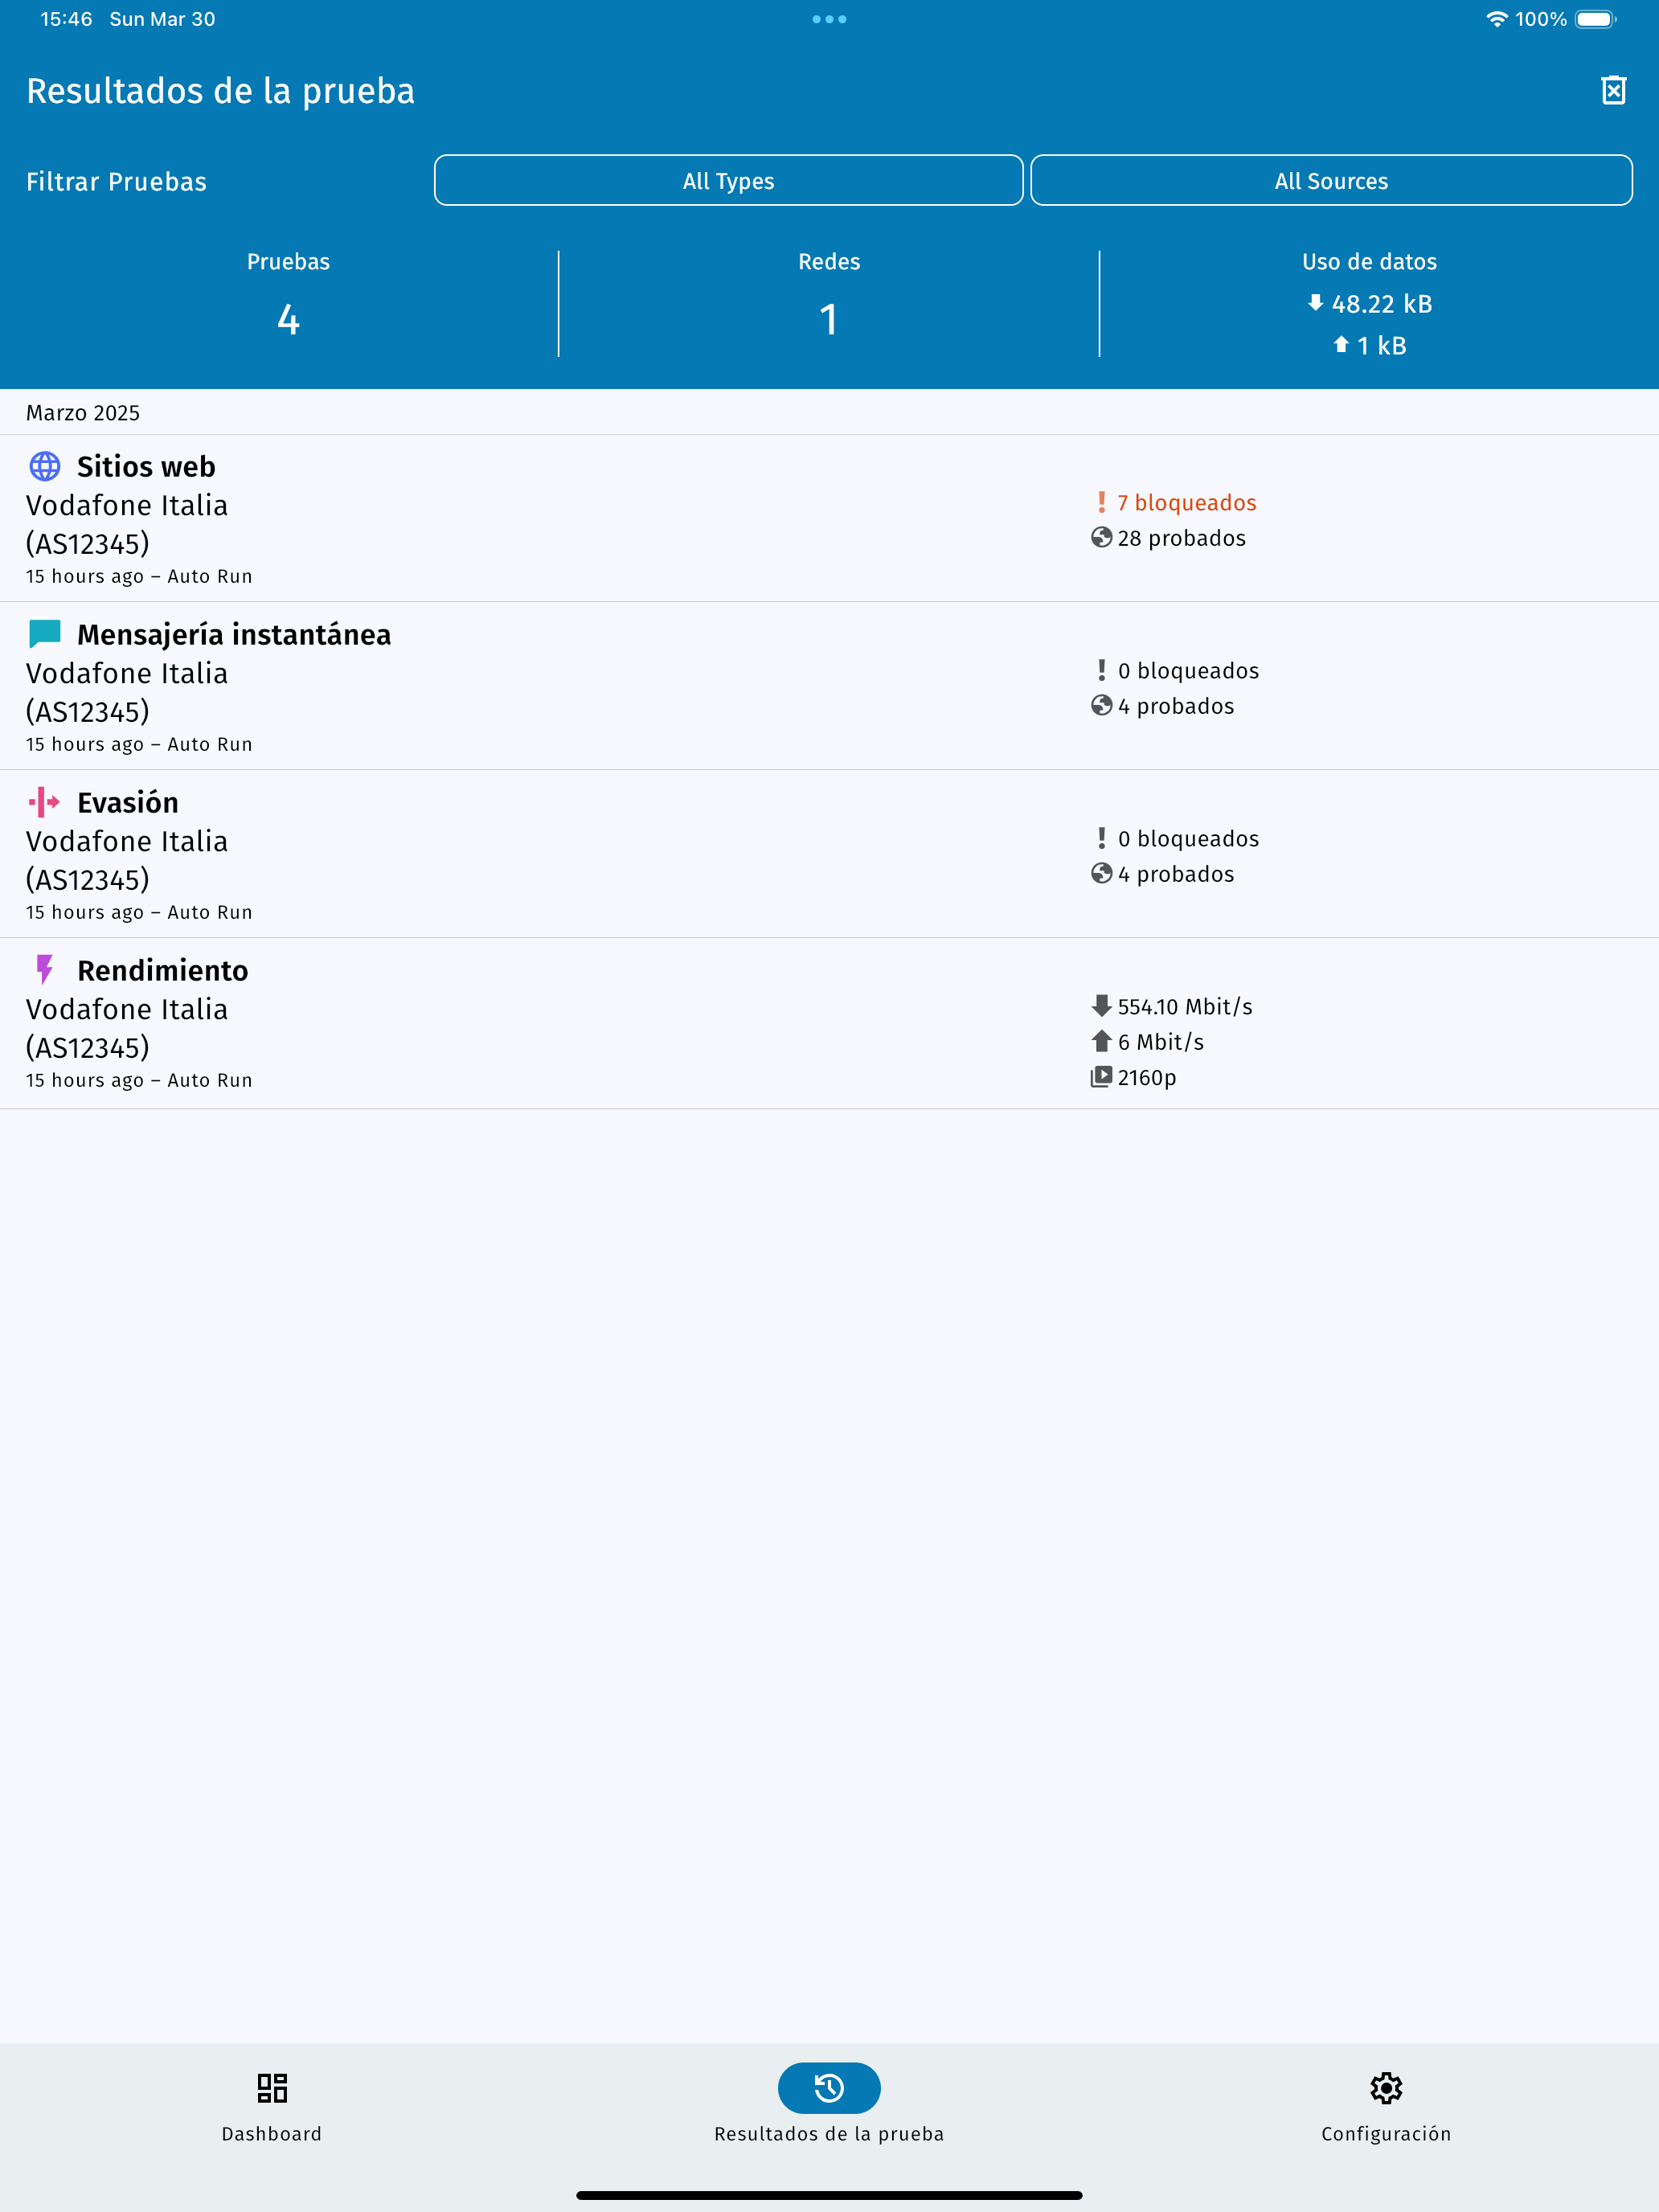 15:46 Sun Mar 30
100%
Resultados de la prueba
Filtrar Pruebas
All Types
All Sources
Pruebas
4
Redes
1
Uso de datos
48.22 kB
1 kB
Marzo 2025
Sitios web
Vodafone Italia
(AS12345)
15 hours ago – Auto Run
7 bloqueados
28 probados
Mensajería instantánea
Vodafone Italia
(AS12345)
15 hours ago – Auto Run
0 bloqueados
4 probados
Evasión
Vodafone Italia
(AS12345)
15 hours ago – Auto Run
0 bloqueados
4 probados
Rendimiento
Vodafone Italia
(AS12345)
15 hours ago – Auto Run
554.10 Mbit/s
6 Mbit/s
2160p
Dashboard
Resultados de la prueba
Configuración